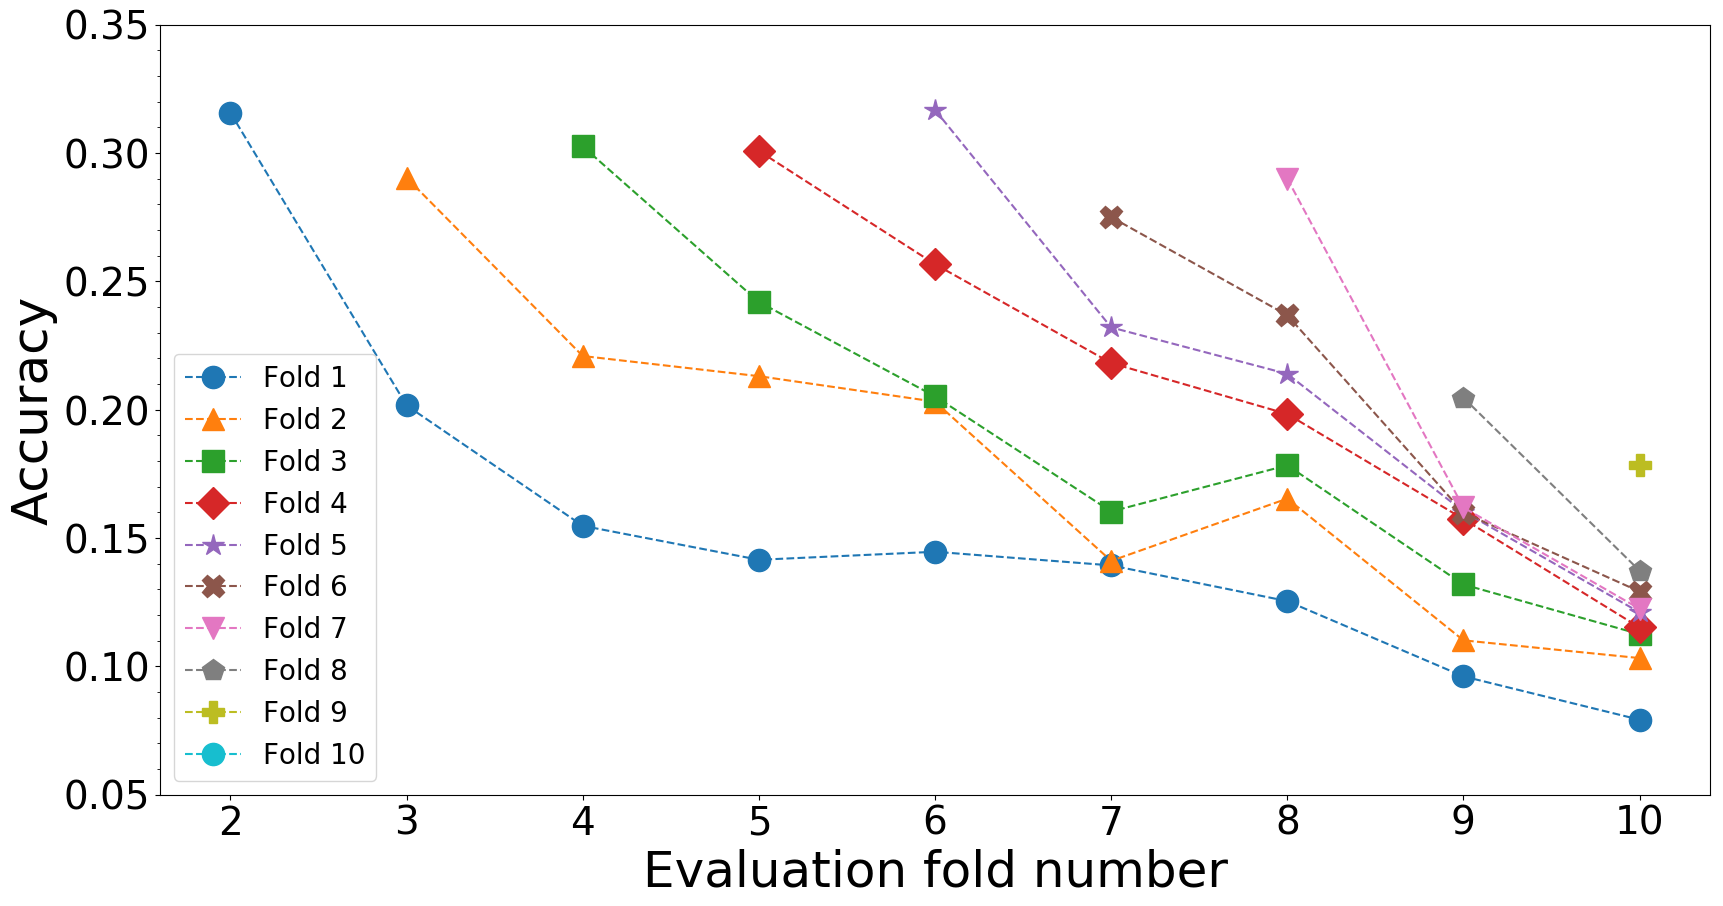 0.35
0.30
0.25
0.20
0.15
0.10
0.05
Accuracy
Fold 1
Fold 2
Fold 3
Fold 4
Fold 5
Fold 6
Fold 7
Fold 8
Fold 9
Fold 10
2 3 4 5 6 7 8 9 10
Evaluation fold number